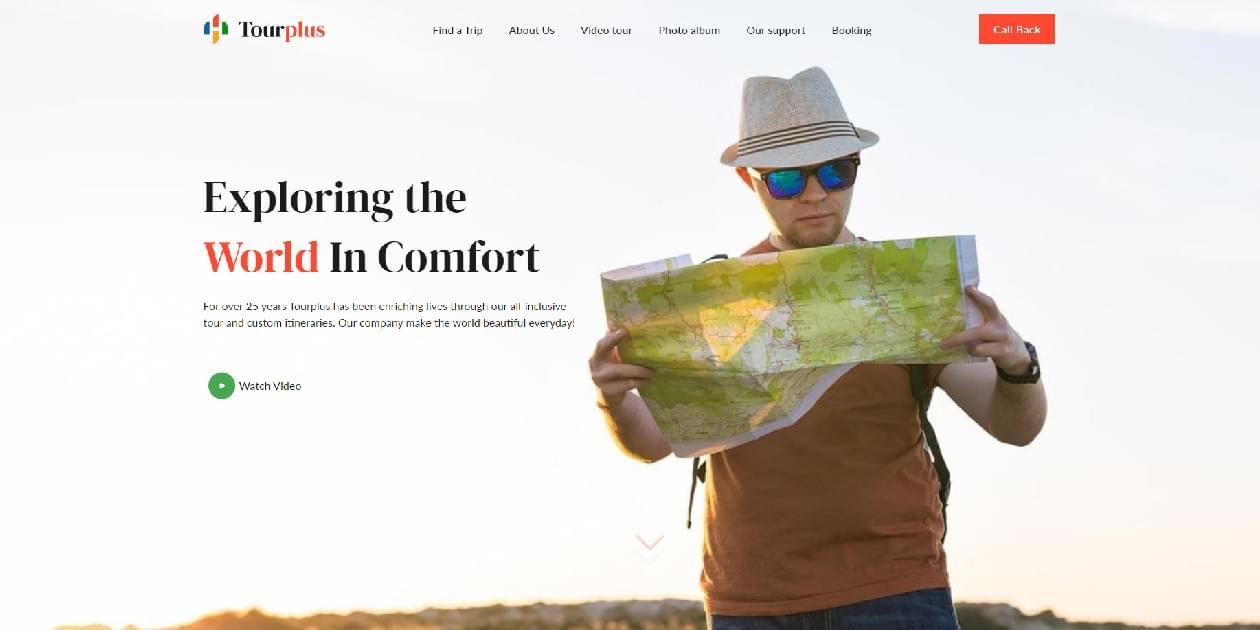 Tourplus
Find a Trip
About Us
Video tour
Photo album
Our support
Booking
Call Back
Exploring the
World In Comfort
For over 25 years Tourplus has been enriching lives through our all-inclusive
tour and custom itineraries. Our company make the world beautiful everyday!
Watch Video